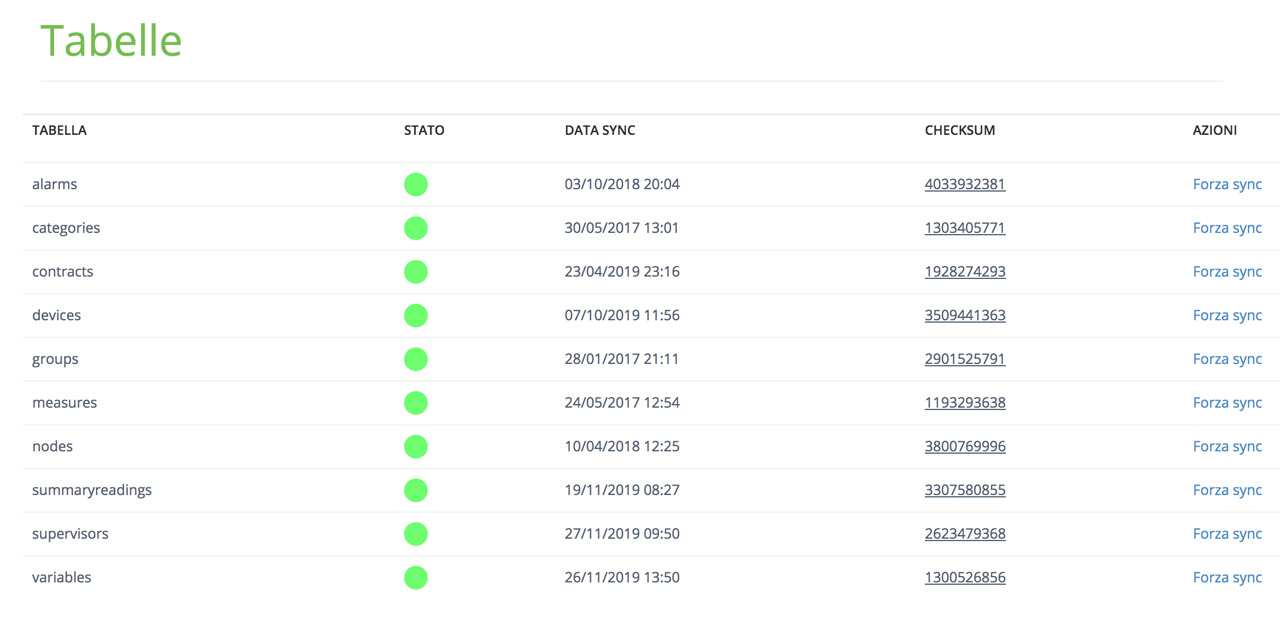 Tabelle
TABELLA STATO DATA SYNC CHECKSUM AZIONI
alarms 03/10/2018 20:04 4033932381 Forza sync
categories 30/05/2017 13:01 1303405771 Forza sync
contracts 23/04/2019 23:16 1928274293 Forza sync
devices 07/10/2019 11:56 3509441363 Forza sync
groups 28/01/2017 21:11 2901525791 Forza sync
measures 24/05/2017 12:54 1193293638 Forza sync
nodes 10/04/2018 12:25 3800769996 Forza sync
summaryreadings 19/11/2019 08:27 3307580855 Forza sync
supervisors 27/11/2019 09:50 2623479368 Forza sync
variables 26/11/2019 13:50 1300526856 Forza sync